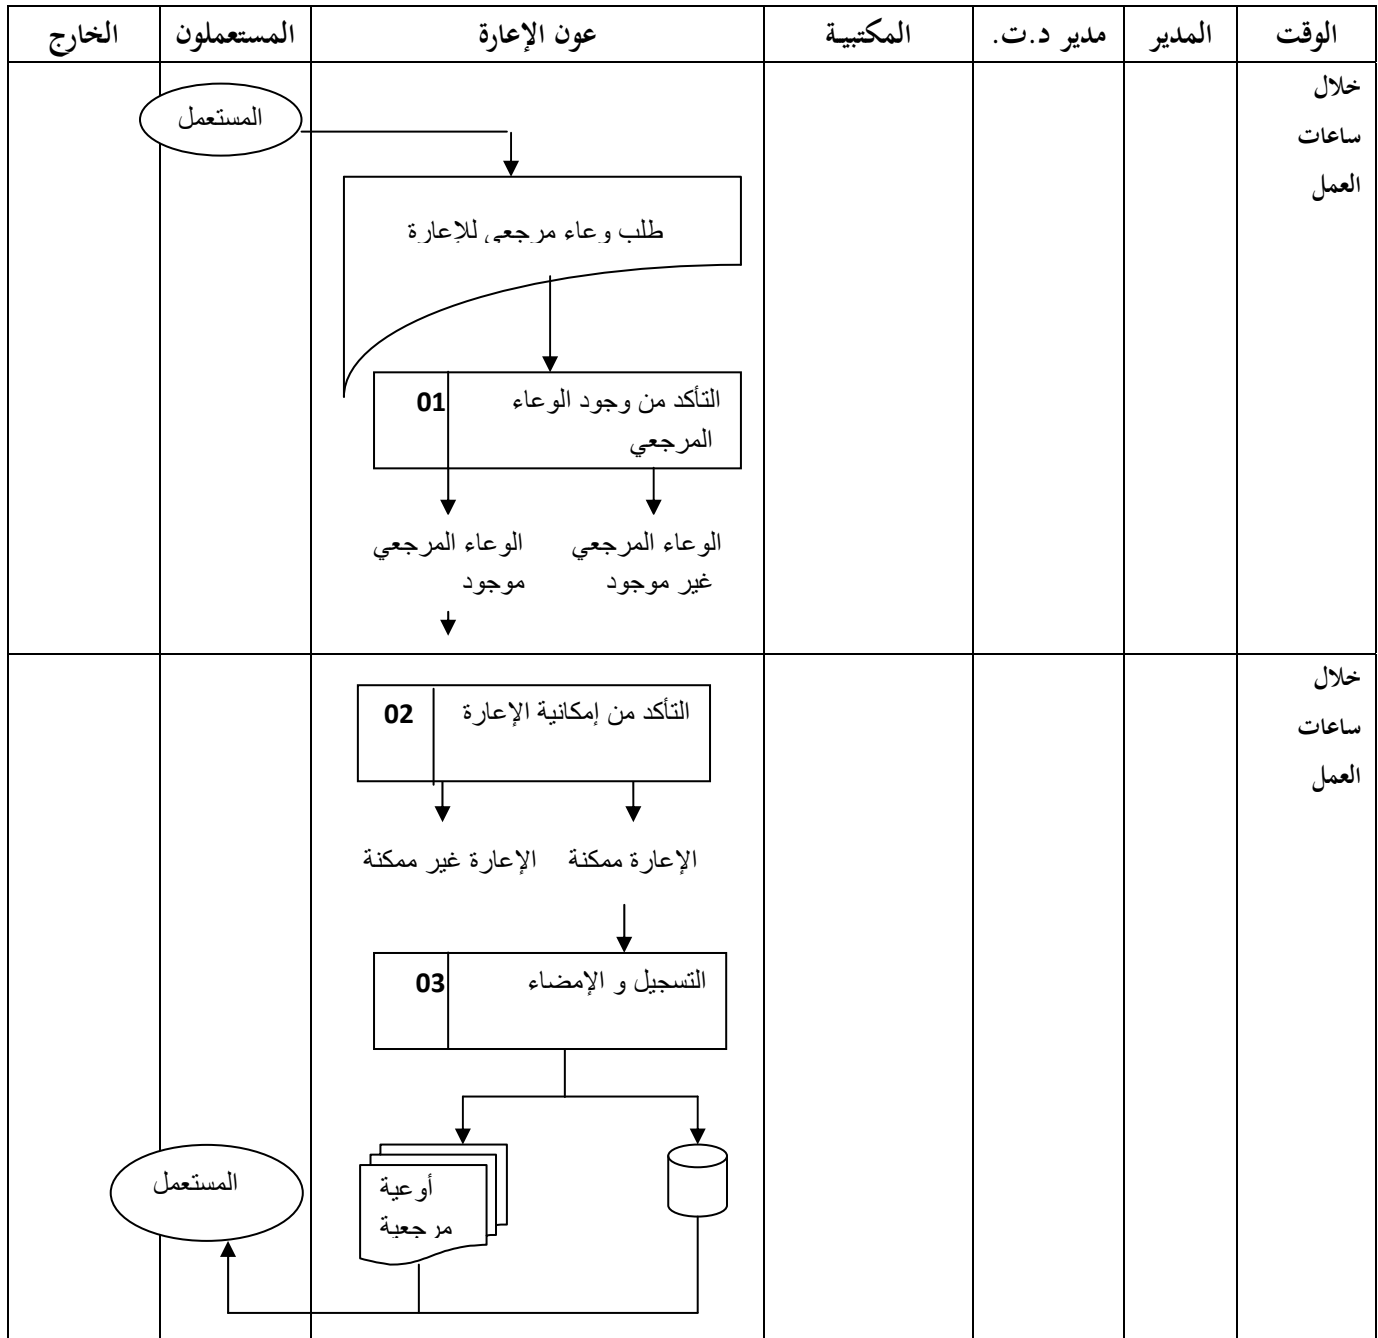 الوقت
المدير
مدير د.ت.
المكتبية
عون الإعارة
المستعملون
الخارج
خلال
ساعات
العمل
المستعمل
طلب وعاء مرجعي للإعارة
التأكد من وجود الوعاء 01
المرجعي
الوعاء المرجعي
غير موجود
الوعاء المرجعي
موجود
خلال
ساعات
العمل
التأكد من إمكانية الإعارة 02
الإعارة ممكنة
الإعارة غير ممكنة
التسجيل و الإمضاء 03
أوعية
مرجعية
المستعمل